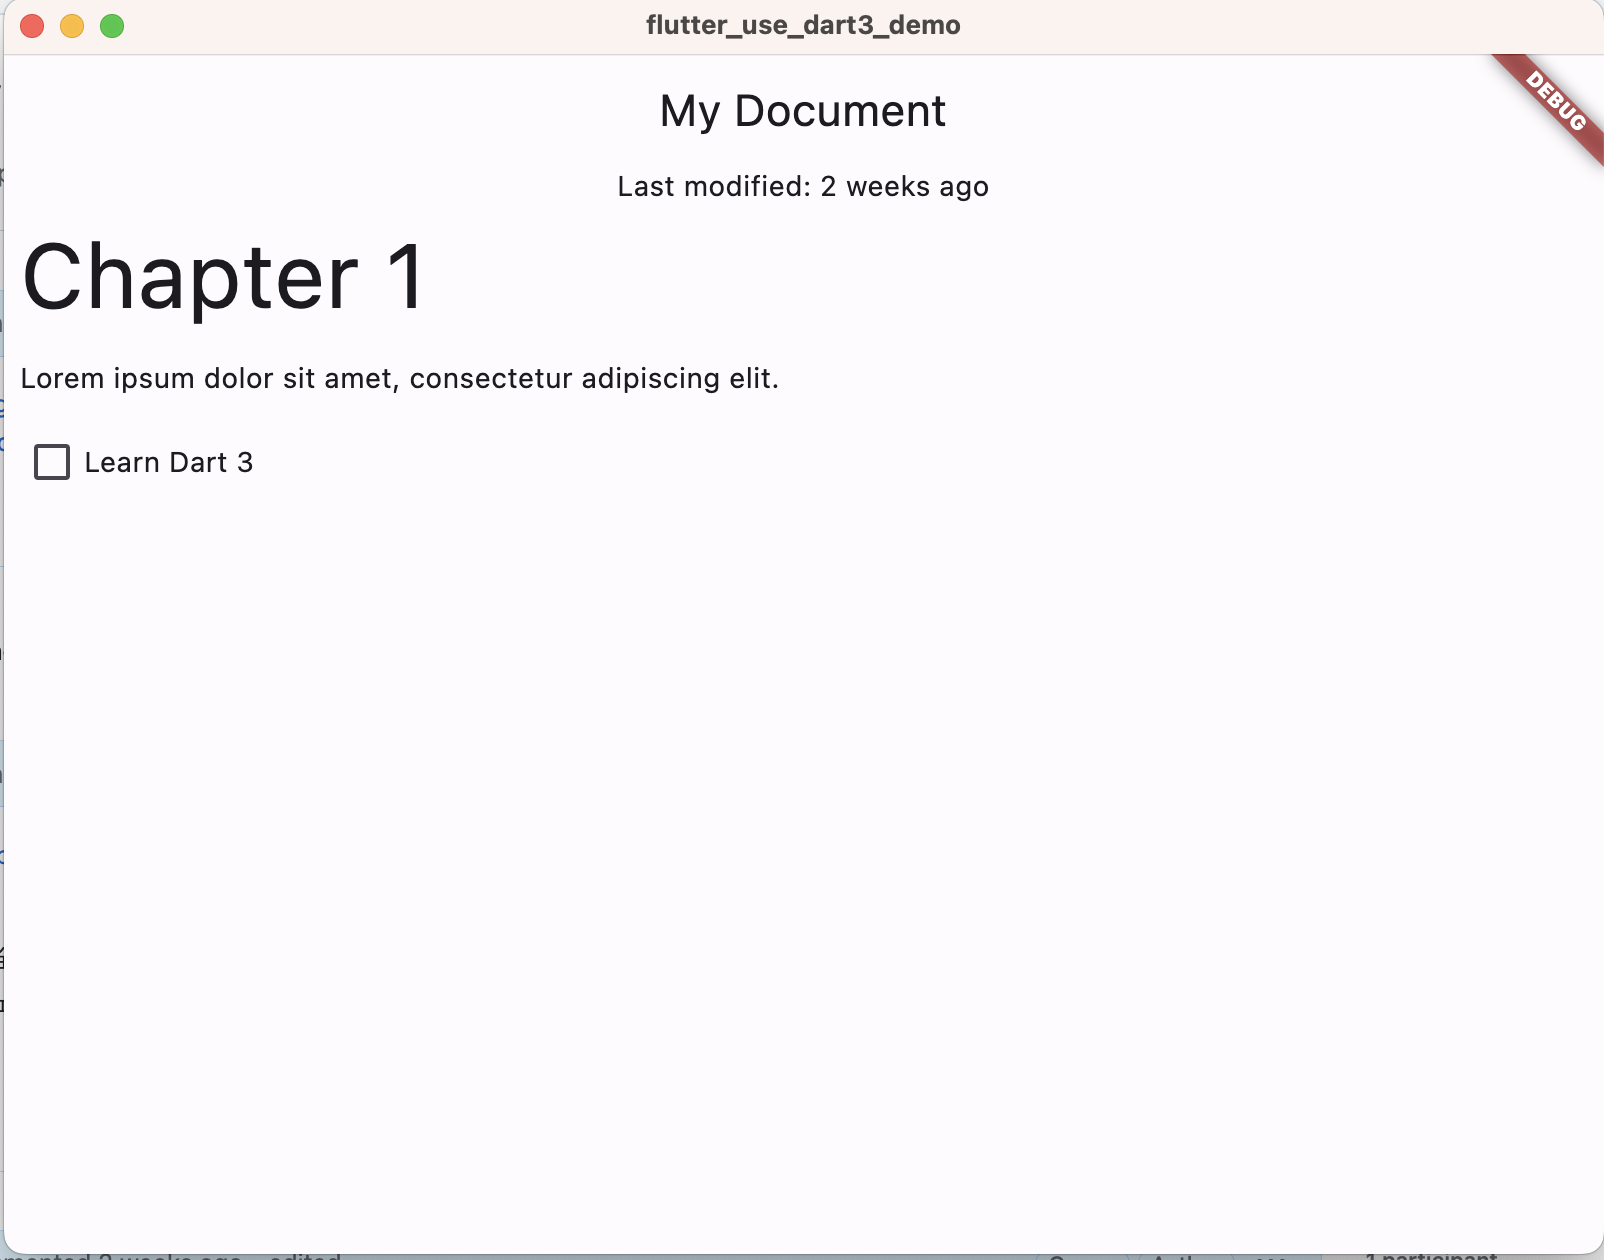 flutter_use_dart3_demo
DEBUG
My Document
Last modified: 2 weeks ago
Chapter 1
Lorem ipsum dolor sit amet, consectetur adipiscing elit.
Learn Dart 3